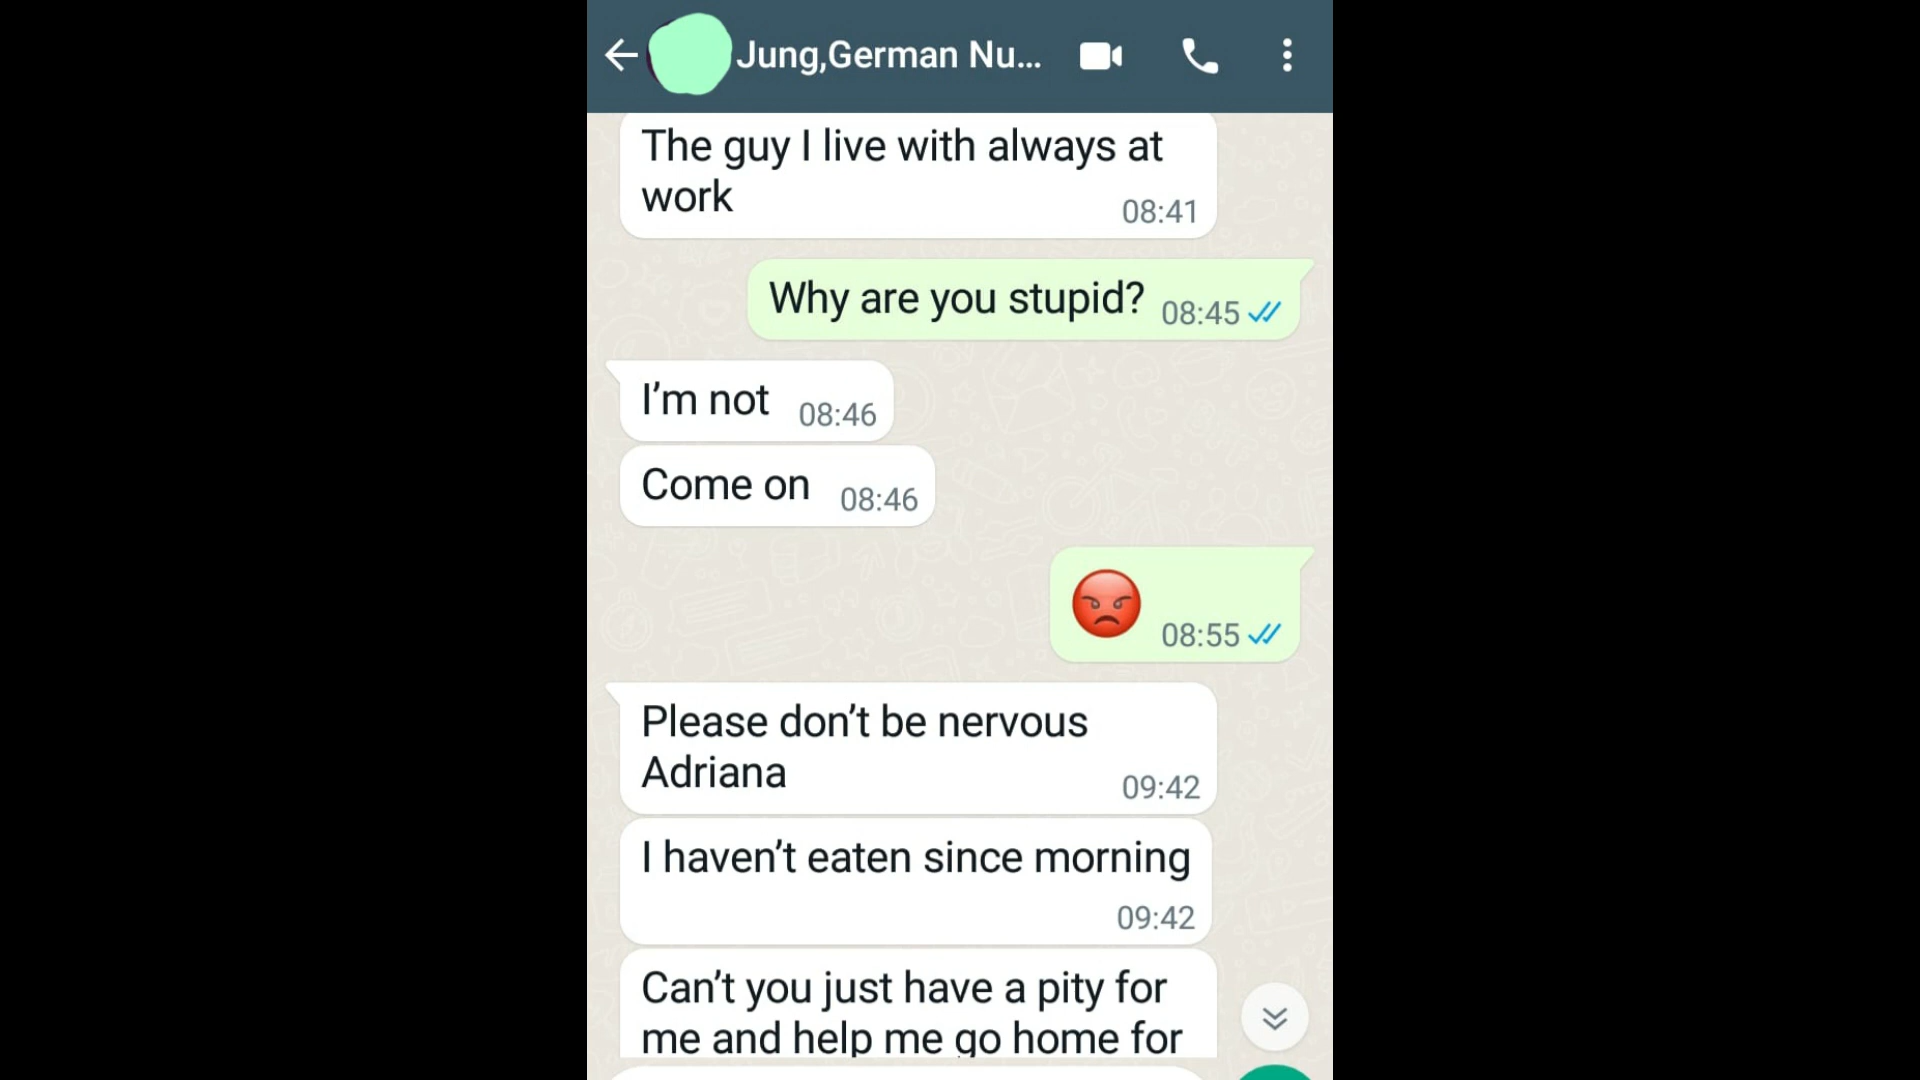 Jung,German Nu...
The guy I live with always at
work
08:41
Why are you stupid? 08:45
I'm not 08:46
Come on 08:46
08:55
Please don't be nervous
Adriana
09:42
I haven't eaten since morning
09:42
Can't you just have a pity for
me and help me go home for